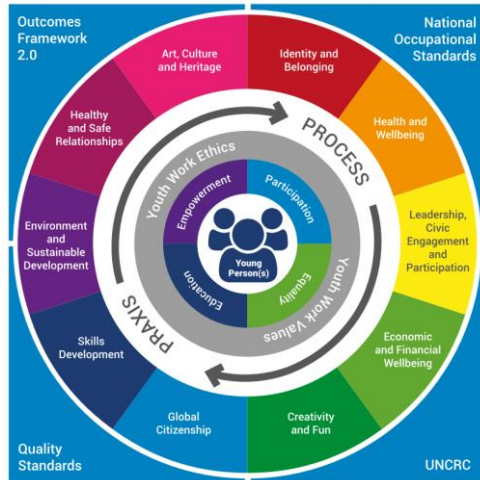 Outcomes
Framework
2.0
National
Occupational
Standards
Art, Culture
and Heritage
Identity and
Belonging
Healthy
and Safe
Relationships
Health and
Wellbeing
Environment
and
Sustainable
Development
Leadership,
Civic
Engagement
and
Participation
Skills
Development
Economic
and Financial
Wellbeing
Global
Citizenship
Creativity
and Fun
PROCESS
PRAXIS
Youth Work Ethics
Youth Work Values
Empowerment
Participation
Education
Equality
Young
Person(s)
Quality
Standards
UNCRC